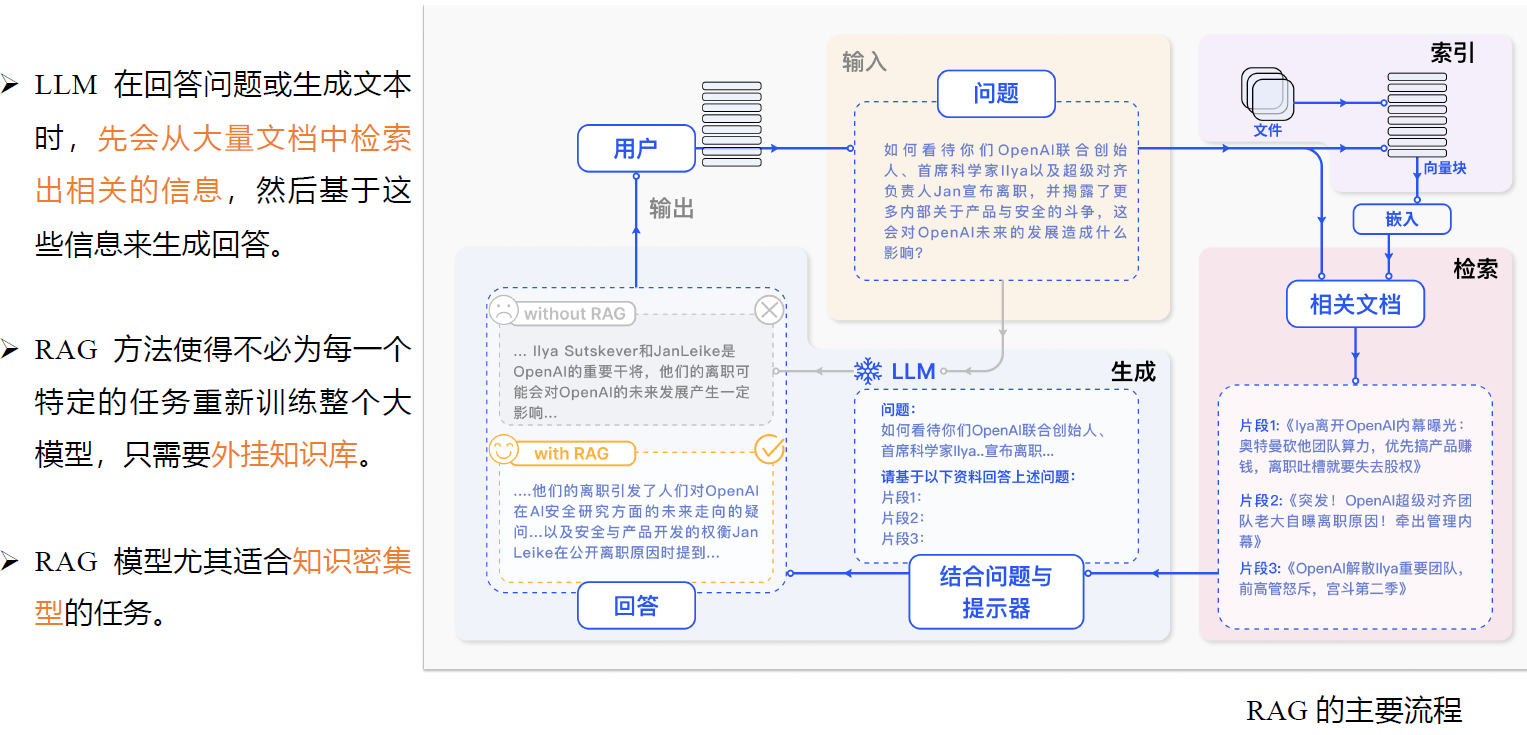 LLM 在回答问题或生成文本
时，先会从大量文档中检索
出相关的信息，然后基于这
些信息来生成回答。
RAG 方法使得不必为每一个
特定的任务重新训练整个大
模型，只需要外挂知识库。
RAG 模型尤其适合知识密集
型的任务。
输入
问题
如何看待你们OpenAI联合创始
人、首席科学家Ilya以及超级对齐
负责人Jan宣布离职，并揭露了更
多内部关于产品与安全的斗争，这
会对OpenAI未来的发展造成什么
影响？
用户
输出
索引
文件
向量块
嵌入
检索
相关文档
片段1:《lya离开OpenAI内幕曝光：
奥特曼砍他团队算力，优先搞产品赚
钱，离职吐槽就要失去股权》
片段2:《突发！OpenAI超级对齐团
队老大自曝离职原因！牵出管理内
幕》
片段3:《OpenAI解散Ilya重要团队，
前高管怒斥，宫斗第二季》
生成
LLM
问题：
如何看待你们OpenAI联合创始人、
首席科学家Ilya..宣布离职...
请基于以下资料回答上述问题：
片段1：
片段2：
片段3：
结合问题与
提示器
without RAG
... Ilya Sutskever和JanLeike是
OpenAI的重要干将，他们的离职可
能会对OpenAI的未来发展产生一定
影响...
with RAG
....他们的离职引发了人们对OpenAI
在AI安全研究方面的未来走向的疑
问...以及安全与产品开发的权衡Jan
Leike在公开离职原因时提到...
回答
RAG 的主要流程